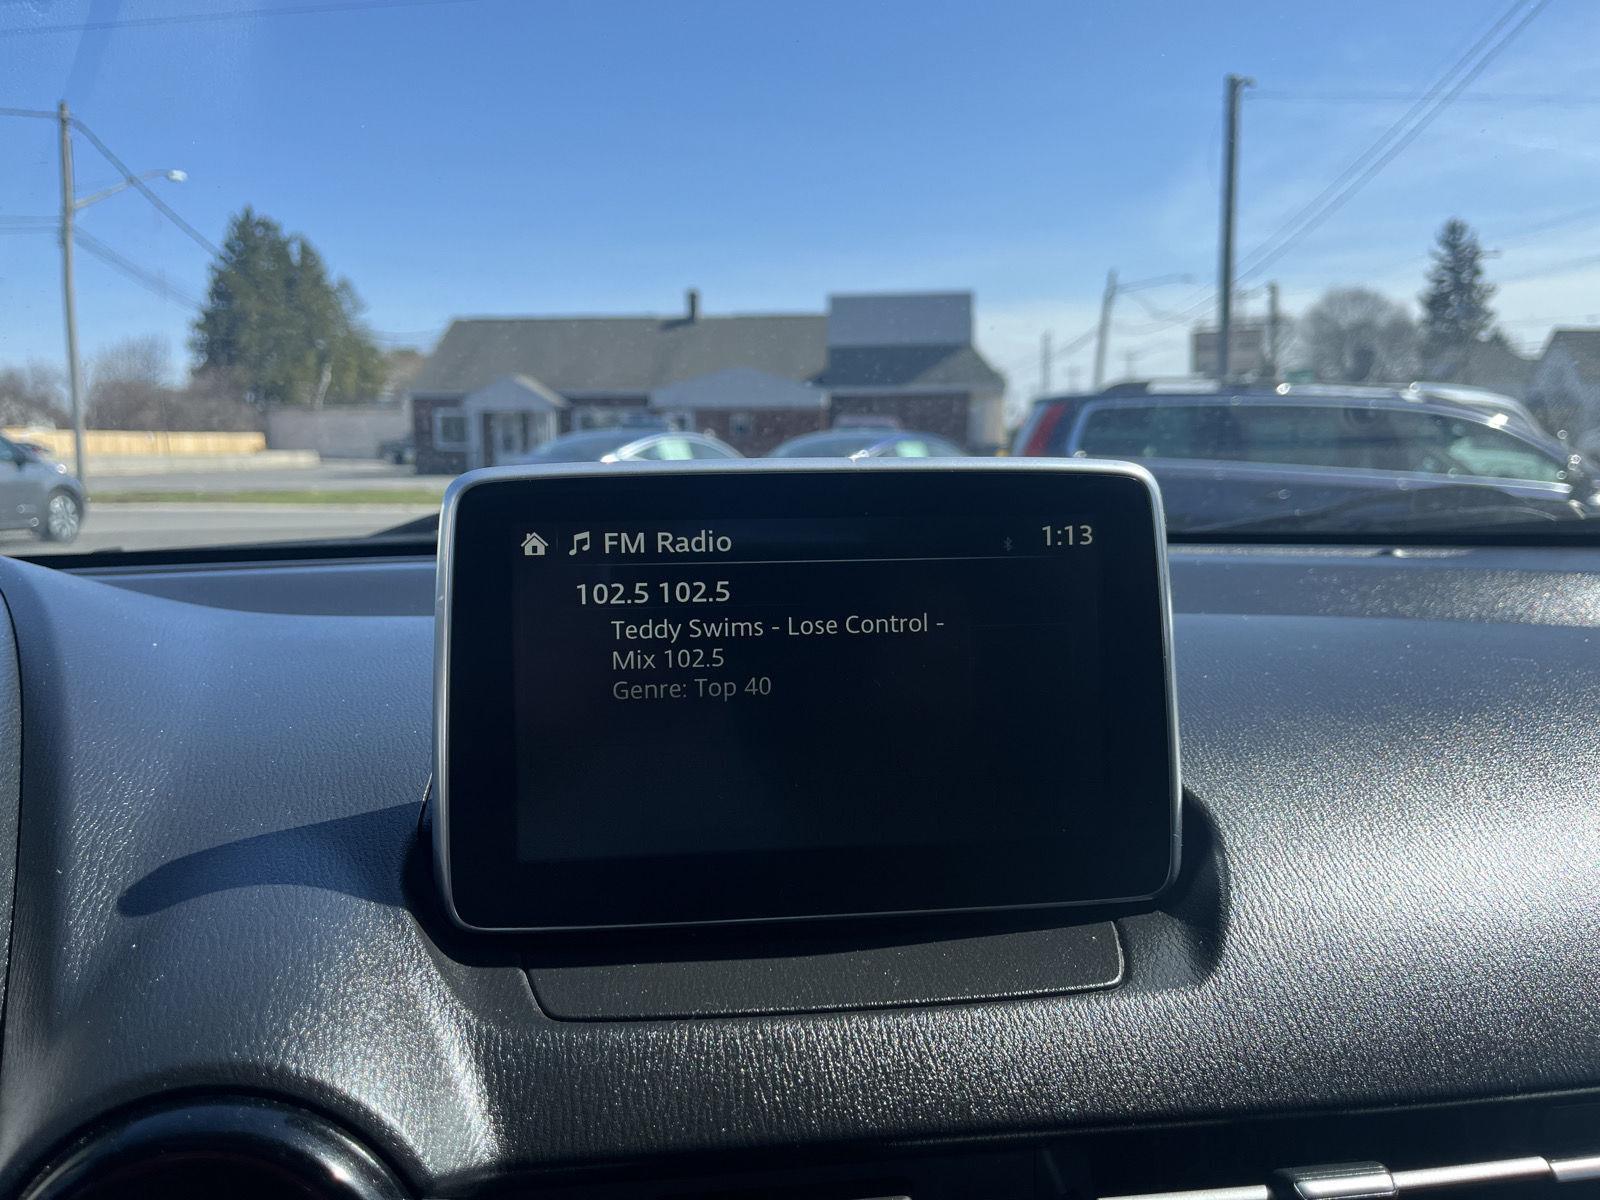 FM Radio
1:13
102.5 102.5
Teddy Swims - Lose Control -
Mix 102.5
Genre: Top 40